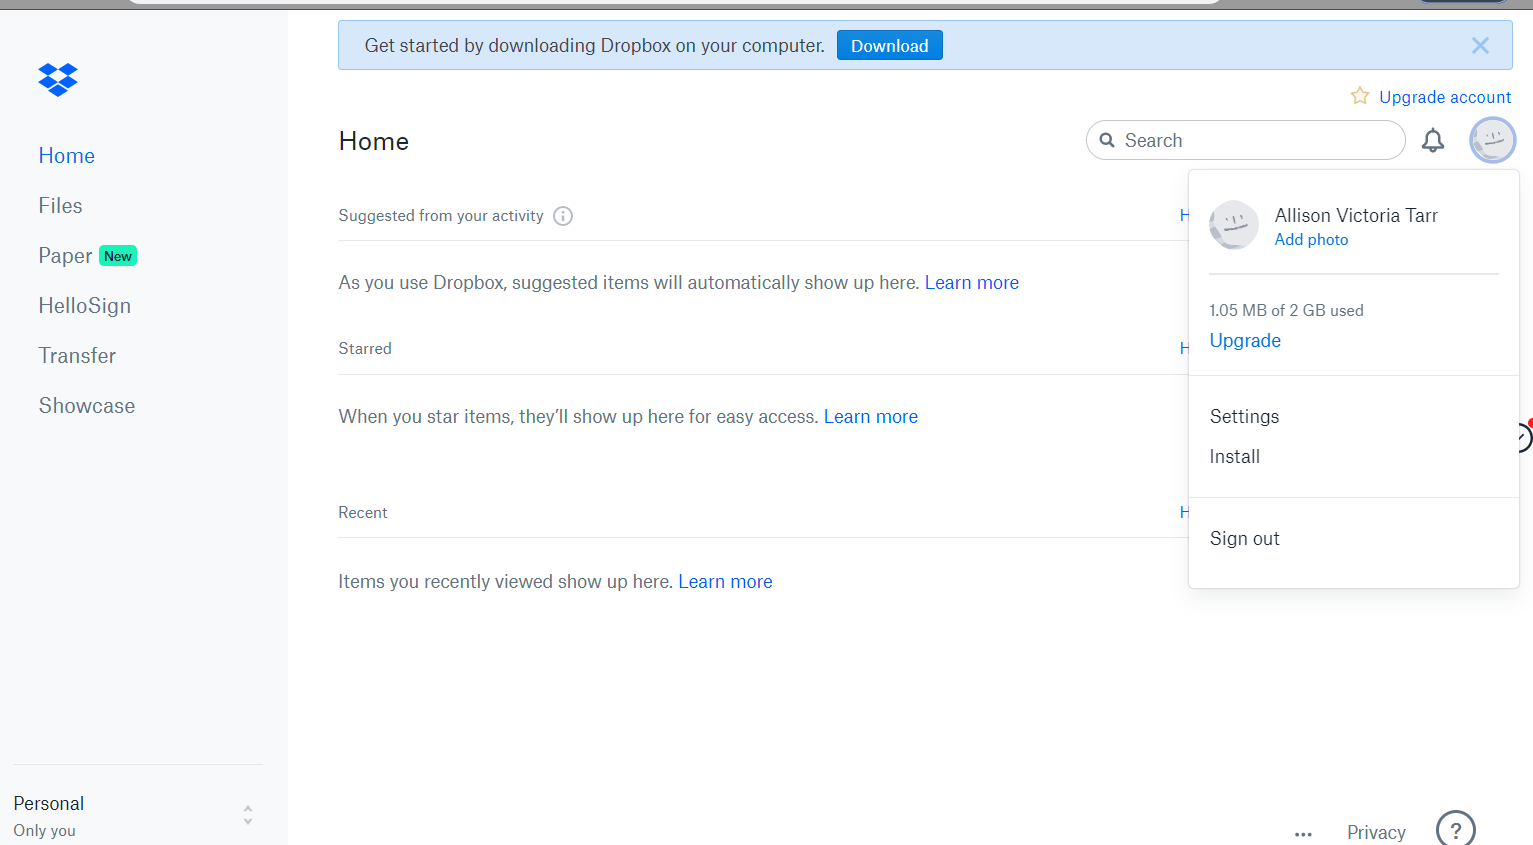 Get started by downloading Dropbox on your computer. Download
Upgrade account
Home
Search
Home
Files
Paper New
HelloSign
Transfer
Showcase
Suggested from your activity
H
As you use Dropbox, suggested items will automatically show up here. Learn more
Starred
H
When you star items, they’ll show up here for easy access. Learn more
Recent
H
Items you recently viewed show up here. Learn more
Allison Victoria Tarr
Add photo
1.05 MB of 2 GB used
Upgrade
Settings
Install
Sign out
Personal
Only you
... Privacy ?